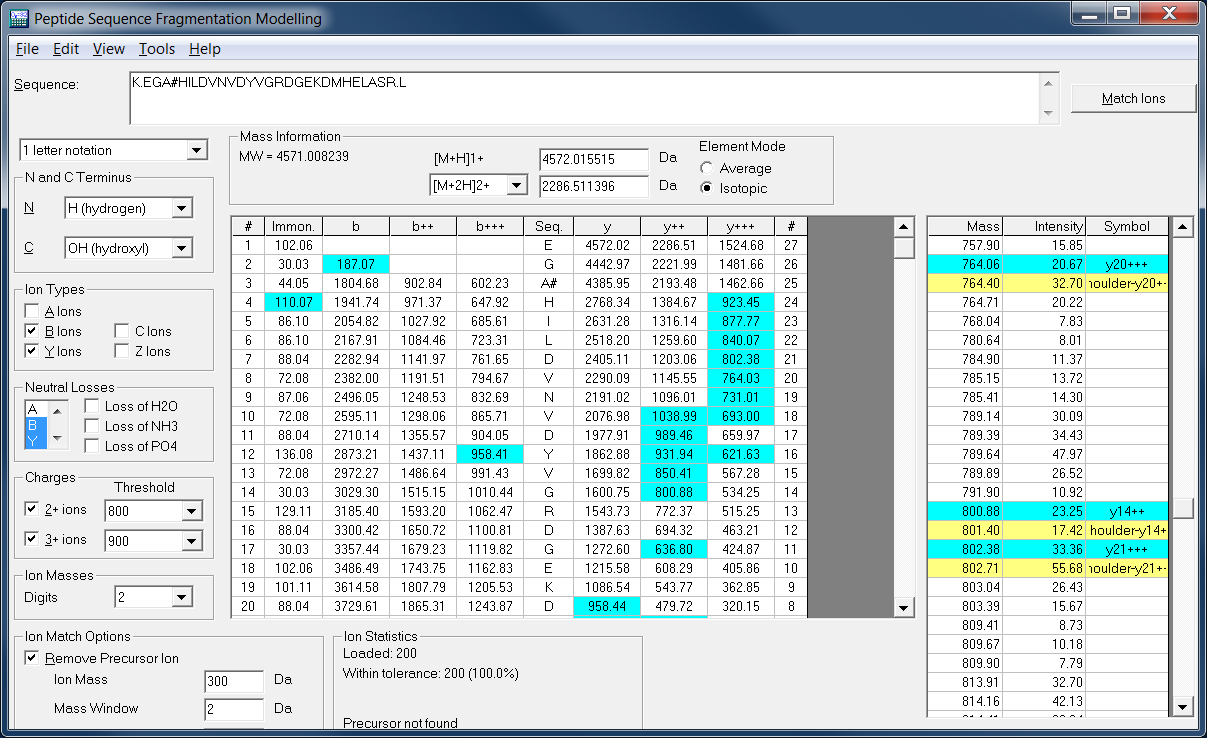 Peptide Sequence Fragmentation Modelling
File Edit View Tools Help
Sequence:
K.EGA#HILDVNVDYVGRDGEKDMHELASR.L
Match Ions
1 letter notation
N and C Terminus
N H (hydrogen)
C OH (hydroxyl)
Ion Types
A Ions
B Ions C Ions
Y Ions Z Ions
Neutral Losses
A Loss of H2O
B Loss of NH3
Y Loss of PO4
Charges
Threshold
2+ ions 800
3+ ions 900
Ion Masses
Digits 2
Ion Match Options
Remove Precursor Ion
Ion Mass 300 Da
Mass Window 2 Da
Mass Information
MW = 4571.008239 [M+H]1+ 4572.015515 Da
[M+2H]2+ 2286.511396 Da
Element Mode
Average
Isotopic
# Immon. b b++ b+++ Seq. y y++ y+++ #
1 102.06 E 4572.02 2286.51 1524.68 27
2 30.03 187.07 G 4442.97 2221.99 1481.66 26
3 44.05 1804.68 902.84 602.23 A# 4385.95 2193.48 1462.66 25
4 110.07 1941.74 971.37 647.92 H 2768.34 1384.67 923.45 24
5 86.10 2054.82 1027.92 685.61 I 2631.28 1316.14 877.77 23
6 86.10 2167.91 1084.46 723.31 L 2518.20 1259.60 840.07 22
7 88.04 2282.94 1141.97 761.65 D 2405.11 1203.06 802.38 21
8 72.08 2382.00 1191.51 794.67 V 2290.09 1145.55 764.03 20
9 87.06 2496.05 1248.53 832.69 N 2191.02 1096.01 731.01 19
10 72.08 2595.11 1298.06 865.71 V 2076.98 1038.99 693.00 18
11 88.04 2710.14 1355.57 904.05 D 1977.91 989.46 659.97 17
12 136.08 2873.21 1437.11 958.41 Y 1862.88 931.94 621.63 16
13 72.08 2972.27 1486.64 991.43 V 1699.82 850.41 567.28 15
14 30.03 3029.30 1515.15 1010.44 G 1600.75 800.88 534.25 14
15 129.11 3185.40 1593.20 1062.47 R 1543.73 772.37 515.25 13
16 88.04 3300.42 1650.72 1100.81 D 1387.63 694.32 463.21 12
17 30.03 3357.44 1679.23 1119.82 G 1272.60 636.80 424.87 11
18 102.06 3486.49 1743.75 1162.83 E 1215.58 608.29 405.86 10
19 101.11 3614.58 1807.79 1205.53 K 1086.54 543.77 362.85 9
20 88.04 3729.61 1865.31 1243.87 D 958.44 479.72 320.15 8
Ion Statistics
Loaded: 200
Within tolerance: 200 (100.0%)
Precursor not found
Mass Intensity Symbol
757.90 15.85
764.06 20.67 y20+++
764.40 32.70 houlder-y20+-
764.71 20.22
768.04 7.83
780.64 8.01
784.90 11.37
785.15 13.72
785.41 14.30
789.14 30.09
789.39 34.43
789.64 47.97
789.89 26.52
791.90 10.92
800.88 23.25 y14++
801.40 17.42 houlder-y14+
802.38 33.36 y21+++
802.71 55.68 houlder-y21+-
803.04 26.43
803.39 15.67
809.41 8.73
809.67 10.18
809.90 7.79
813.91 32.70
814.16 42.13